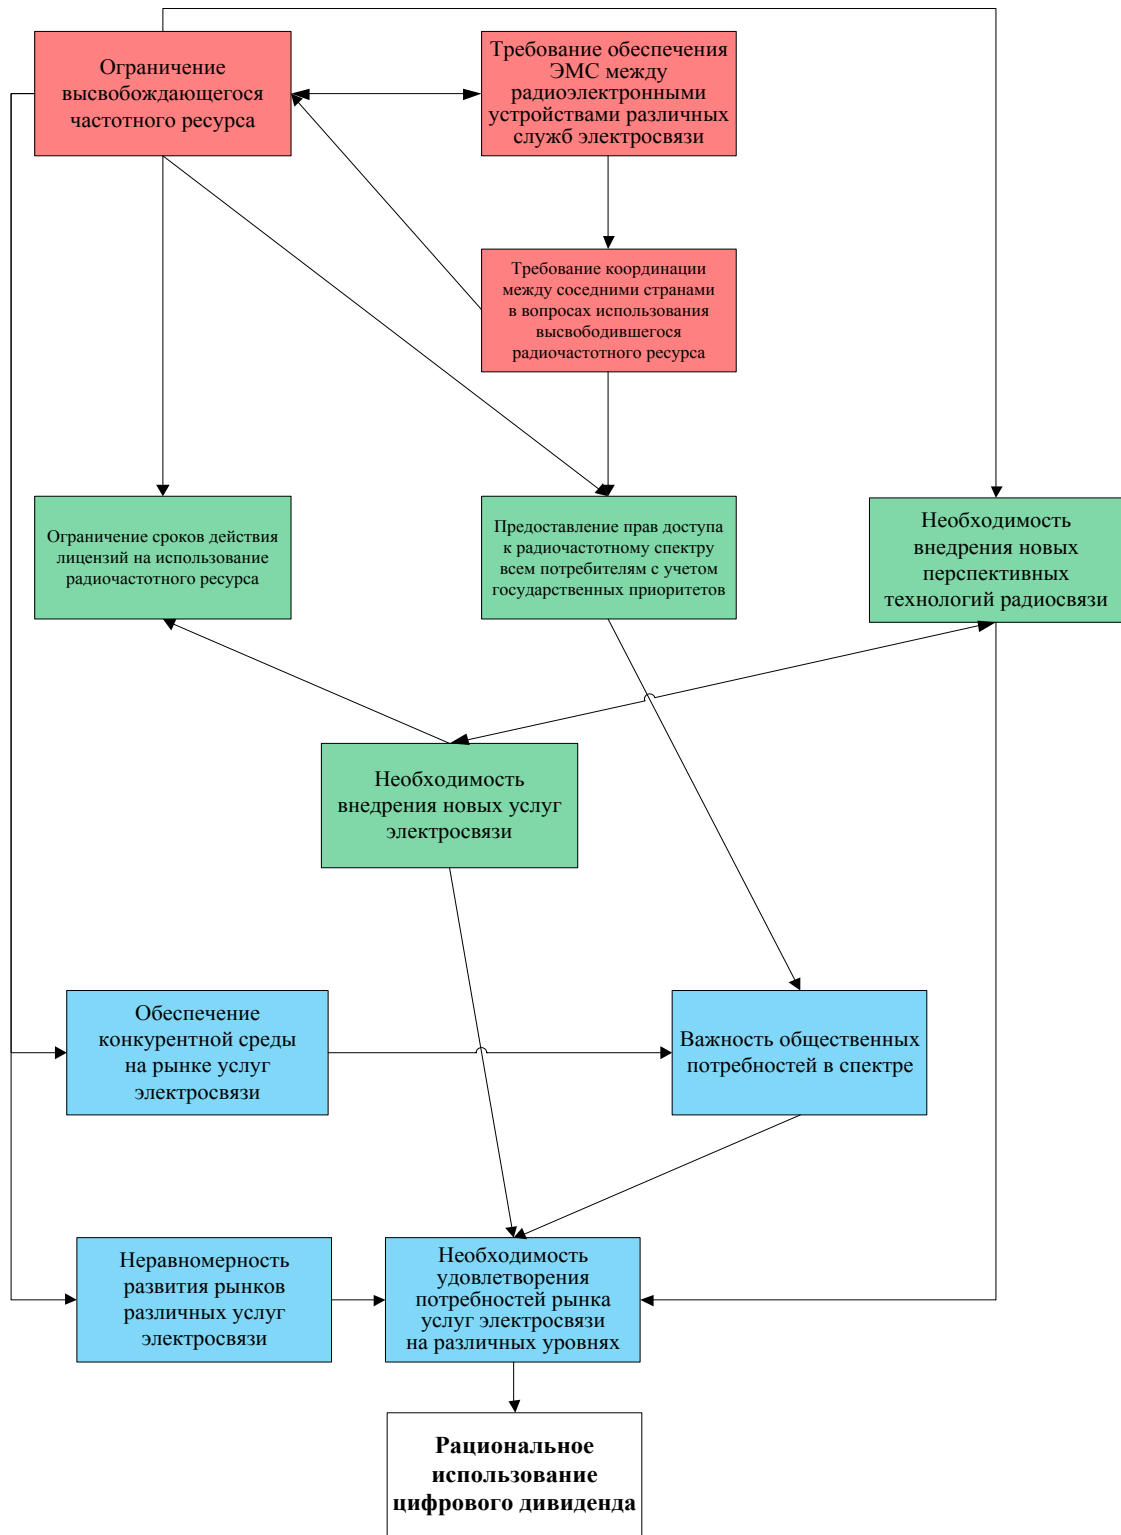 Ограничение
высвобождающегося
частотного ресурса
Требование обеспечения
ЭМС между
радиоэлектронными
устройствами различных
служб электросвязи
Требование координации
между соседними странами
в вопросах использования
высвободившегося
радиочастотного ресурса
Ограничение сроков действия
лицензий на использование
радиочастотного ресурса
Предоставление прав доступа
к радиочастотному спектру
всем потребителям с учетом
государственных приоритетов
Необходимость
внедрения новых
перспективных
технологий радиосвязи
Необходимость
внедрения новых услуг
электросвязи
Обеспечение
конкурентной среды
на рынке услуг
электросвязи
Важность общественных
потребностей в спектре
Неравномерность
развития рынков
различных услуг
электросвязи
Необходимость
удовлетворения
потребностей рынка
услуг электросвязи
на различных уровнях
Рациональное
использование
цифрового дивиденда